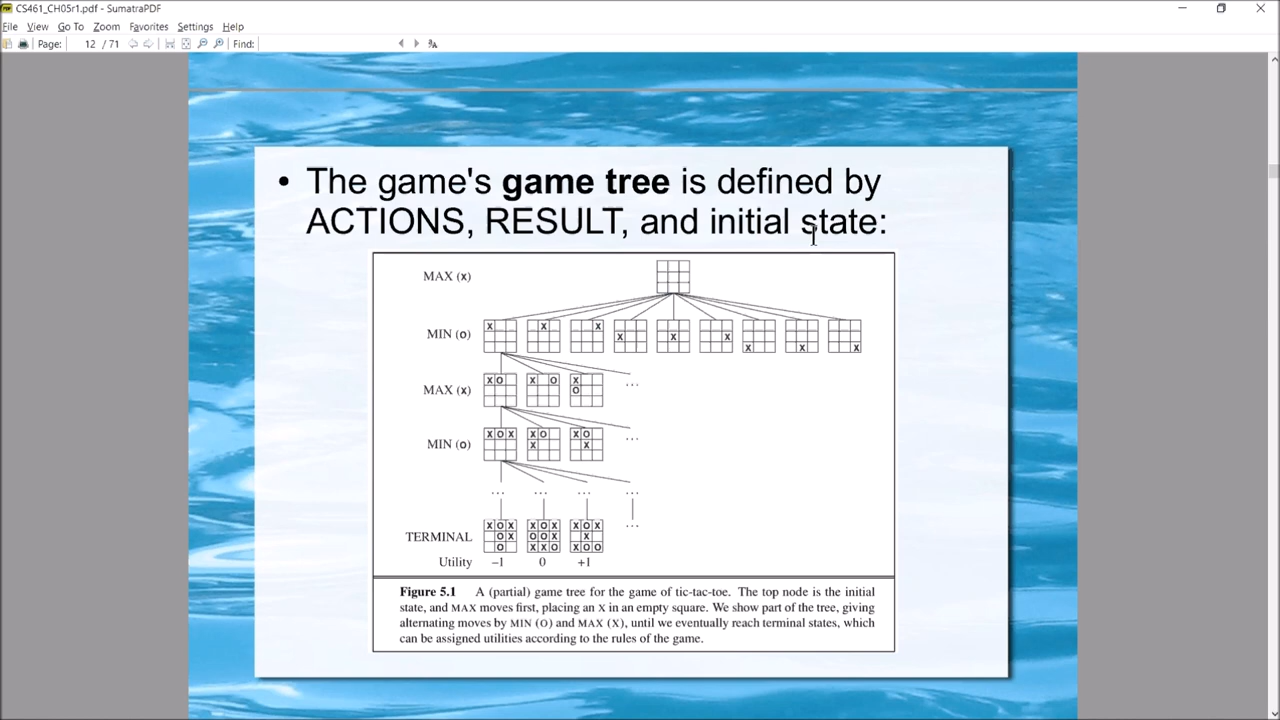 CS461_CH05r1.pdf - SumatraPDF
File View Go To Zoom Favorites Settings Help
Page: 12 / 71 Find:
• The game's game tree is defined by
ACTIONS, RESULT, and initial state:
MAX (x)
MIN (o)
X X X X X X X X X
MAX (x)
X O X O X
O
...
MIN (o)
X O X X O X O
X X
...
... ... ... ...
TERMINAL
X O X X O X X O X
O X O O X X
O X X O X O O
...
Utility –1 0 +1
Figure 5.1 A (partial) game tree for the game of tic-tac-toe. The top node is the initial
state, and MAX moves first, placing an X in an empty square. We show part of the tree, giving
alternating moves by MIN (O) and MAX (X), until we eventually reach terminal states, which
can be assigned utilities according to the rules of the game.